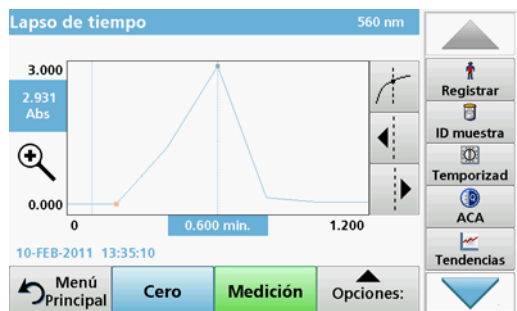 Lapso de tiempo 560 nm
3.000
2.931
Abs
0.000
0 0.600 min. 1.200
10-FEB-2011 13:35:10
Menú
Principal
Cero
Medición
Opciones:
Registrar
ID muestra
Temporizad
ACA
Tendencias